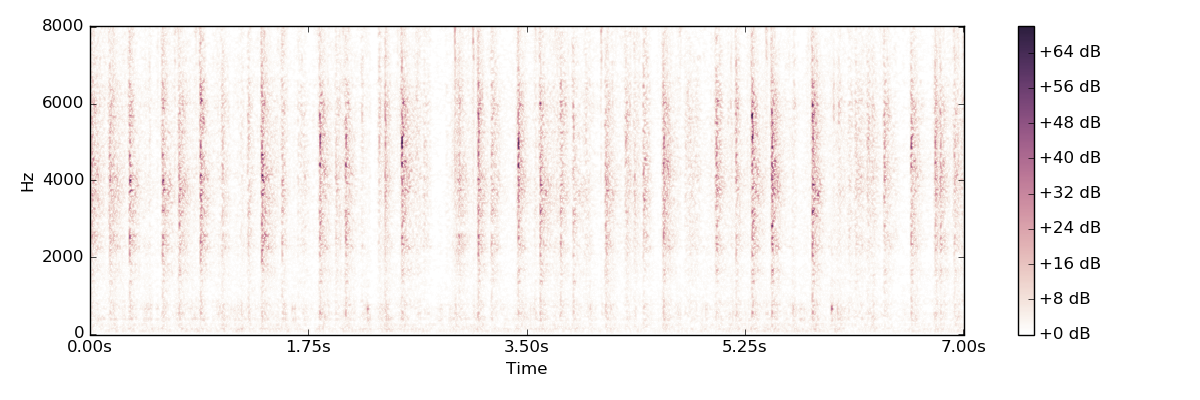 8000
6000
4000
2000
0
Hz
0.00s 1.75s 3.50s 5.25s 7.00s
Time
+64 dB
+56 dB
+48 dB
+40 dB
+32 dB
+24 dB
+16 dB
+8 dB
+0 dB